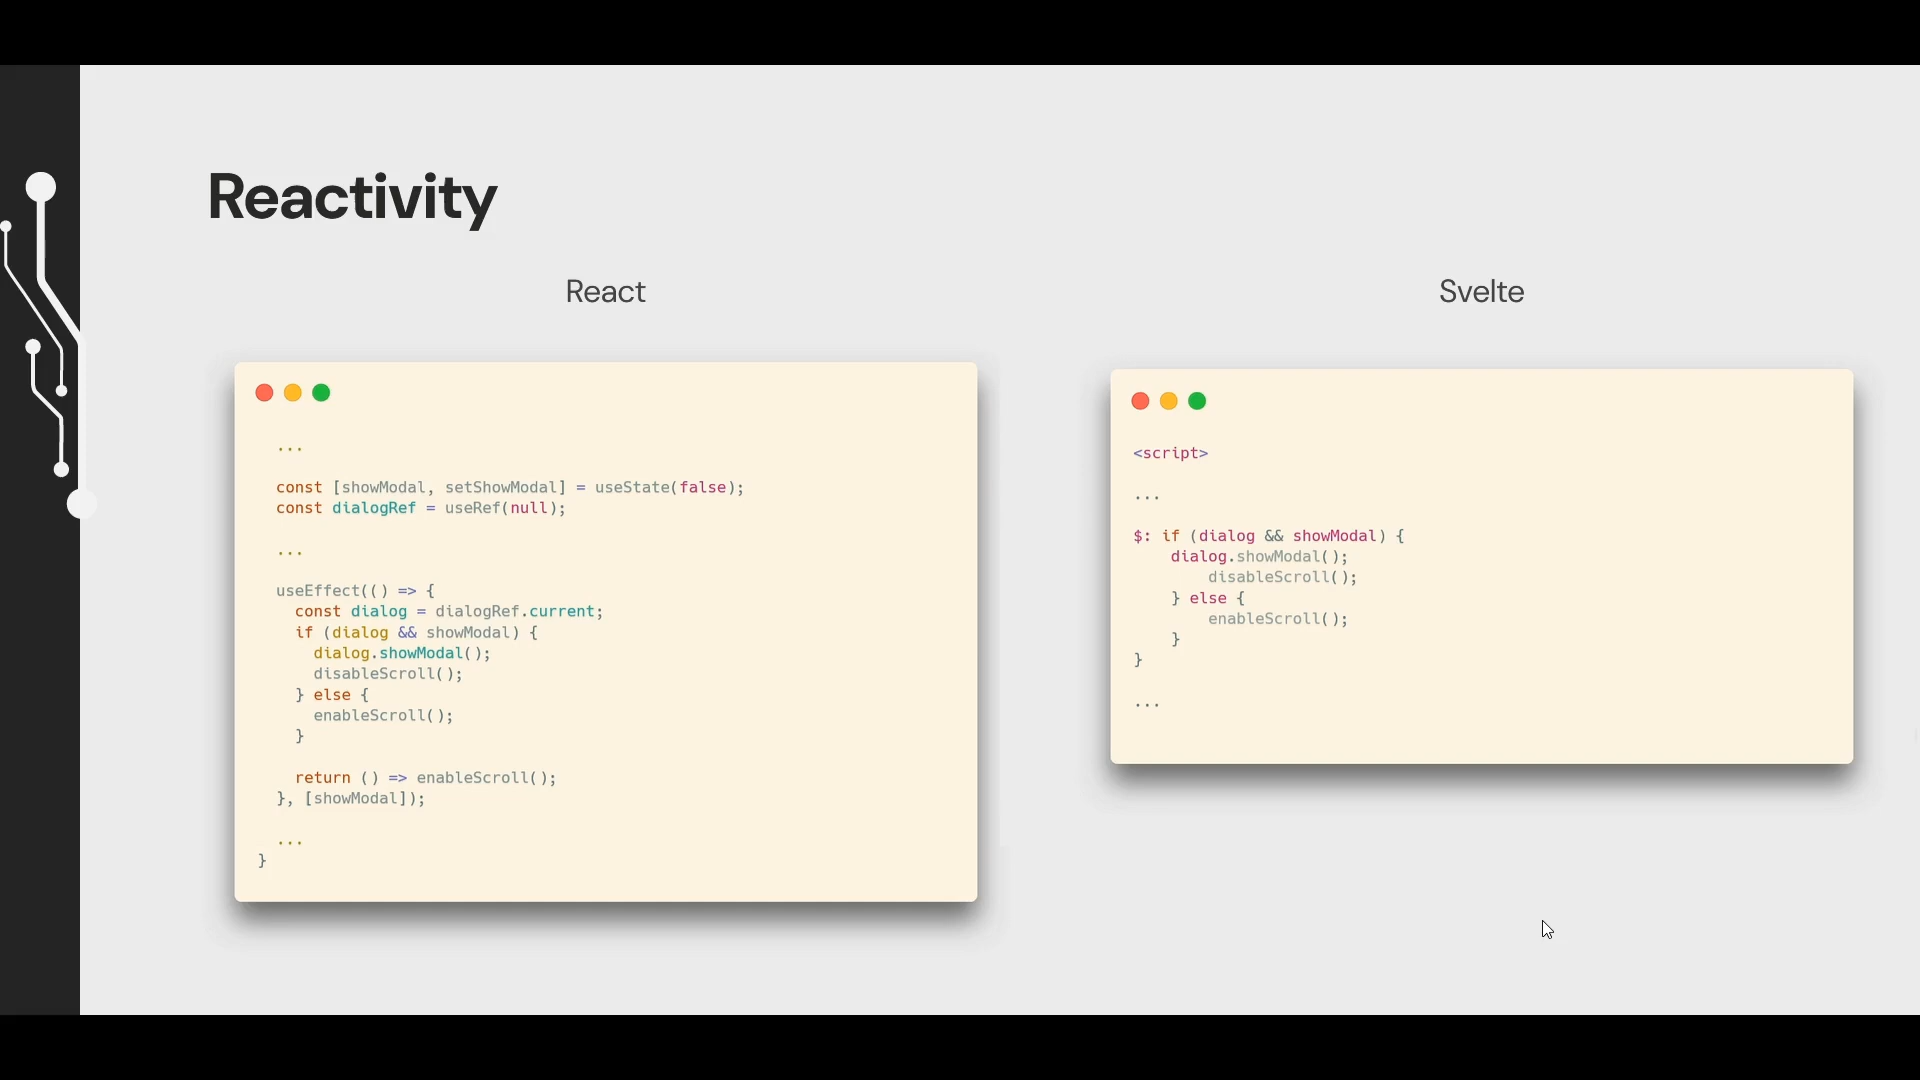 Reactivity
React
...
const [showModal, setShowModal] = useState(false);
const dialogRef = useRef(null);
...
useEffect(() => {
const dialog = dialogRef.current;
if (dialog && showModal) {
dialog.showModal();
disableScroll();
} else {
enableScroll();
}
return () => enableScroll();
}, [showModal]);
...
}
Svelte
<script>
...
$: if (dialog && showModal) {
dialog.showModal();
disableScroll();
} else {
enableScroll();
}
}
...